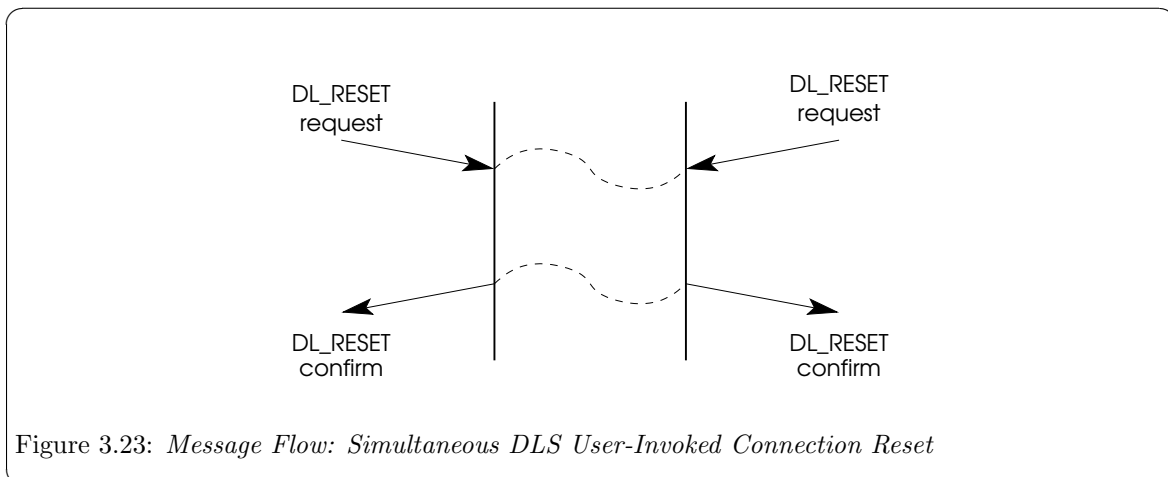 DL_RESET
request
DL_RESET
request
DL_RESET
confirm
DL_RESET
confirm
Figure 3.23: Message Flow: Simultaneous DLS User-Invoked Connection Reset